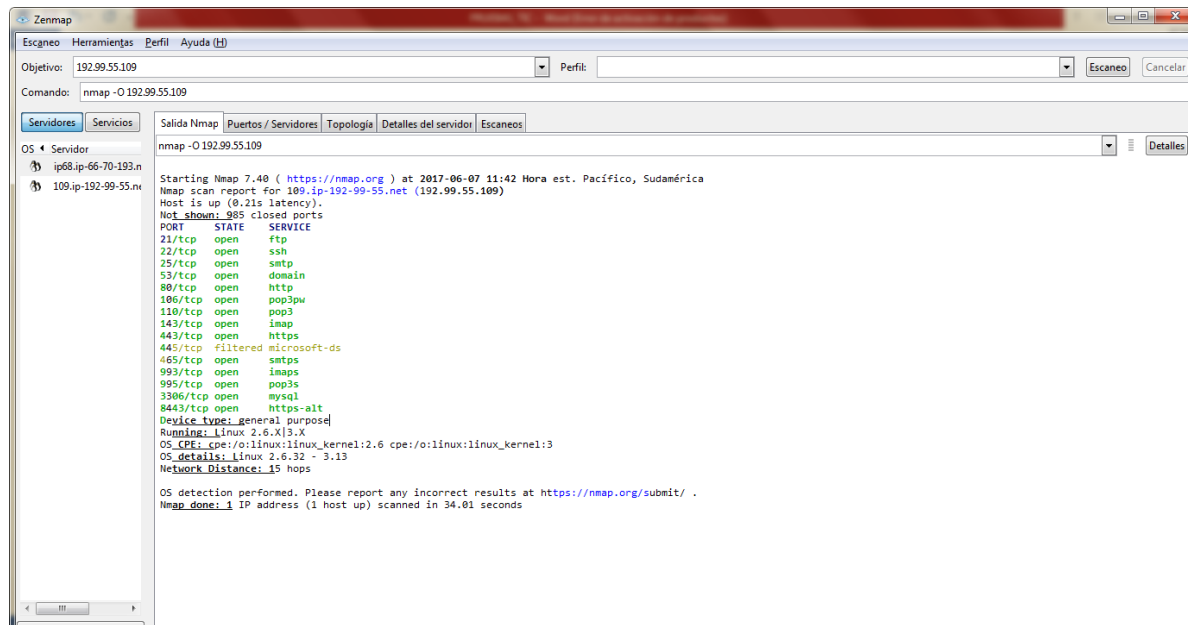 Zenmap
Escaneo Herramientas Perfil Ayuda (H)
Objetivo: 192.99.55.109 Perfil: Escaneo Cancelar
Comando: nmap -O 192.99.55.109
Servidores Servicios
OS Servidor
ip68.ip-66-70-193.n
109.ip-192-99-55.ne
Salida Nmap Puertos / Servidores Topología Detalles del servidor Escaneos
nmap -O 192.99.55.109 Detalles
Starting Nmap 7.40 ( https://nmap.org ) at 2017-06-07 11:42 Hora est. Pacífico, Sudamérica
Nmap scan report for 109.ip-192-99-55.net (192.99.55.109)
Host is up (0.21s latency).
Not shown: 985 closed ports
PORT STATE SERVICE
21/tcp open ftp
22/tcp open ssh
25/tcp open smtp
53/tcp open domain
80/tcp open http
106/tcp open pop3pw
110/tcp open pop3
143/tcp open imap
443/tcp open https
445/tcp filtered microsoft-ds
465/tcp open smtps
993/tcp open imaps
995/tcp open pop3s
3306/tcp open mysql
8443/tcp open https-alt
Device type: general purpose
Running: Linux 2.6.X|3.X
OS CPE: cpe:/o:linux:linux_kernel:2.6 cpe:/o:linux:linux_kernel:3
OS details: Linux 2.6.32 - 3.13
Network Distance: 15 hops
OS detection performed. Please report any incorrect results at https://nmap.org/submit/ .
Nmap done: 1 IP address (1 host up) scanned in 34.01 seconds